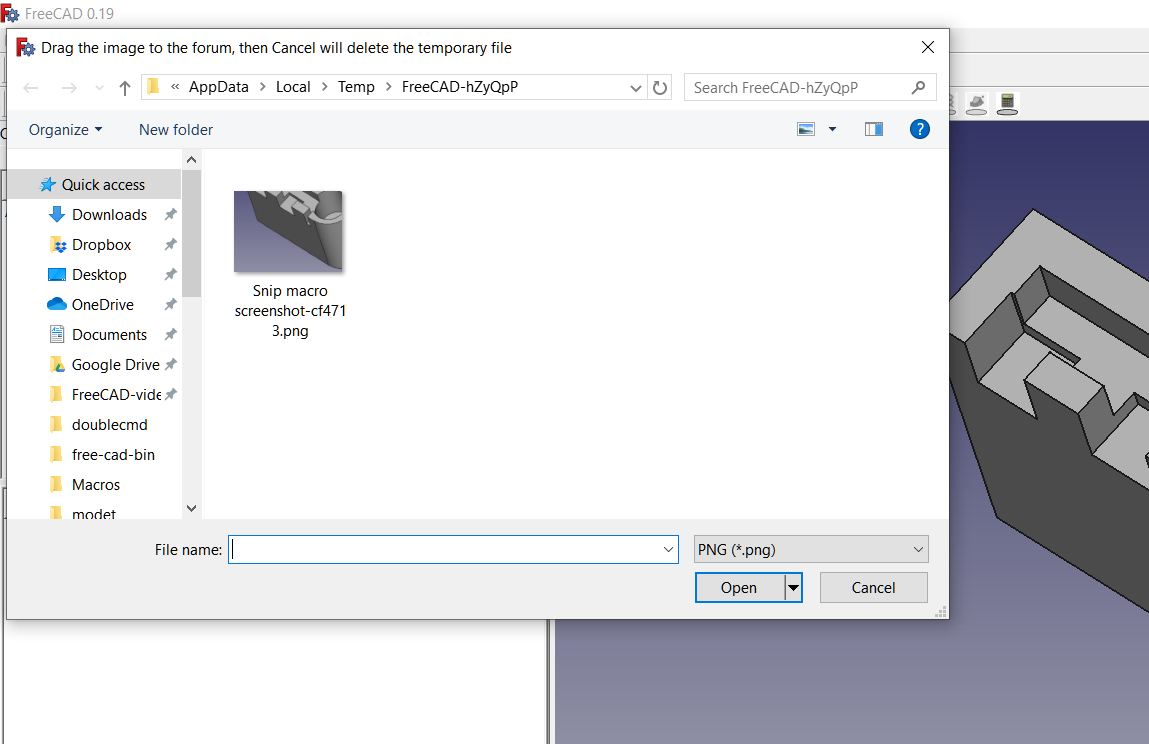 FreeCAD 0.19
Drag the image to the forum, then Cancel will delete the temporary file
« AppData > Local > Temp > FreeCAD-hZyQpP
Search FreeCAD-hZyQpP
Organize
New folder
?
Quick access
Downloads
Dropbox
Desktop
OneDrive
Documents
Google Drive
FreeCAD-vide
doublecmd
free-cad-bin
Macros
modet
Snip macro
screenshot-cf471
3.png
File name:
PNG (*.png)
Open
Cancel